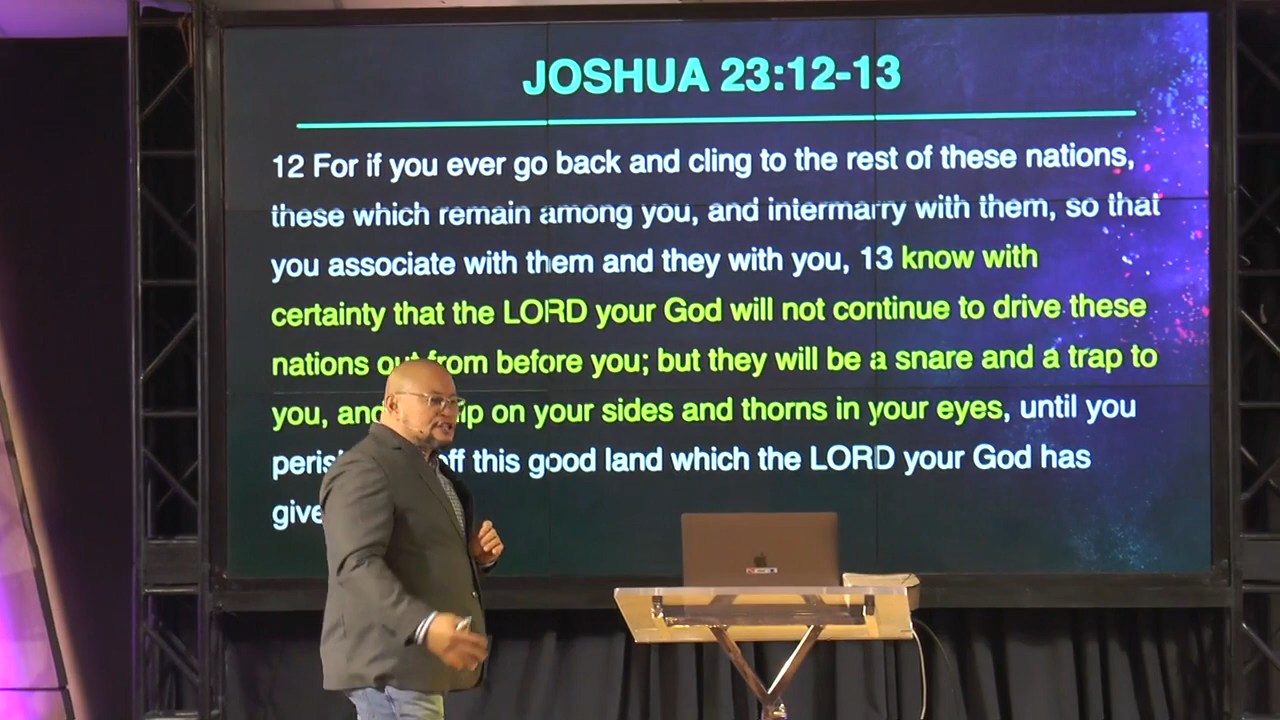 JOSHUA 23:12-13
12 For if you ever go back and cling to the rest of these nations,
these which remain among you, and intermarry with them, so that
you associate with them and they with you, 13 know with
certainty that the LORD your God will not continue to drive these
nations out from before you; but they will be a snare and a trap to
you, and on your sides and thorns in your eyes, until you
off this good land which the LORD your God has